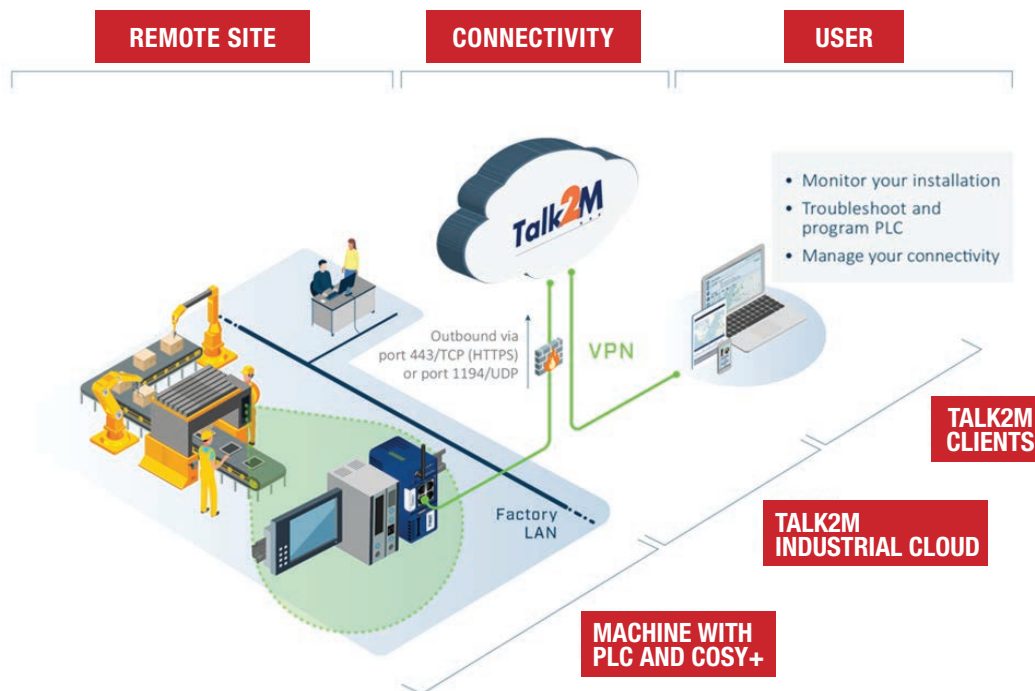 REMOTE SITE
CONNECTIVITY
USER
Talk2M
• Monitor your installation
• Troubleshoot and
program PLC
• Manage your connectivity
Outbound via
port 443/TCP (HTTPS)
or port 1194/UDP
VPN
Factory
LAN
TALK2M
CLIENTS
TALK2M
INDUSTRIAL CLOUD
MACHINE WITH
PLC AND COSY+